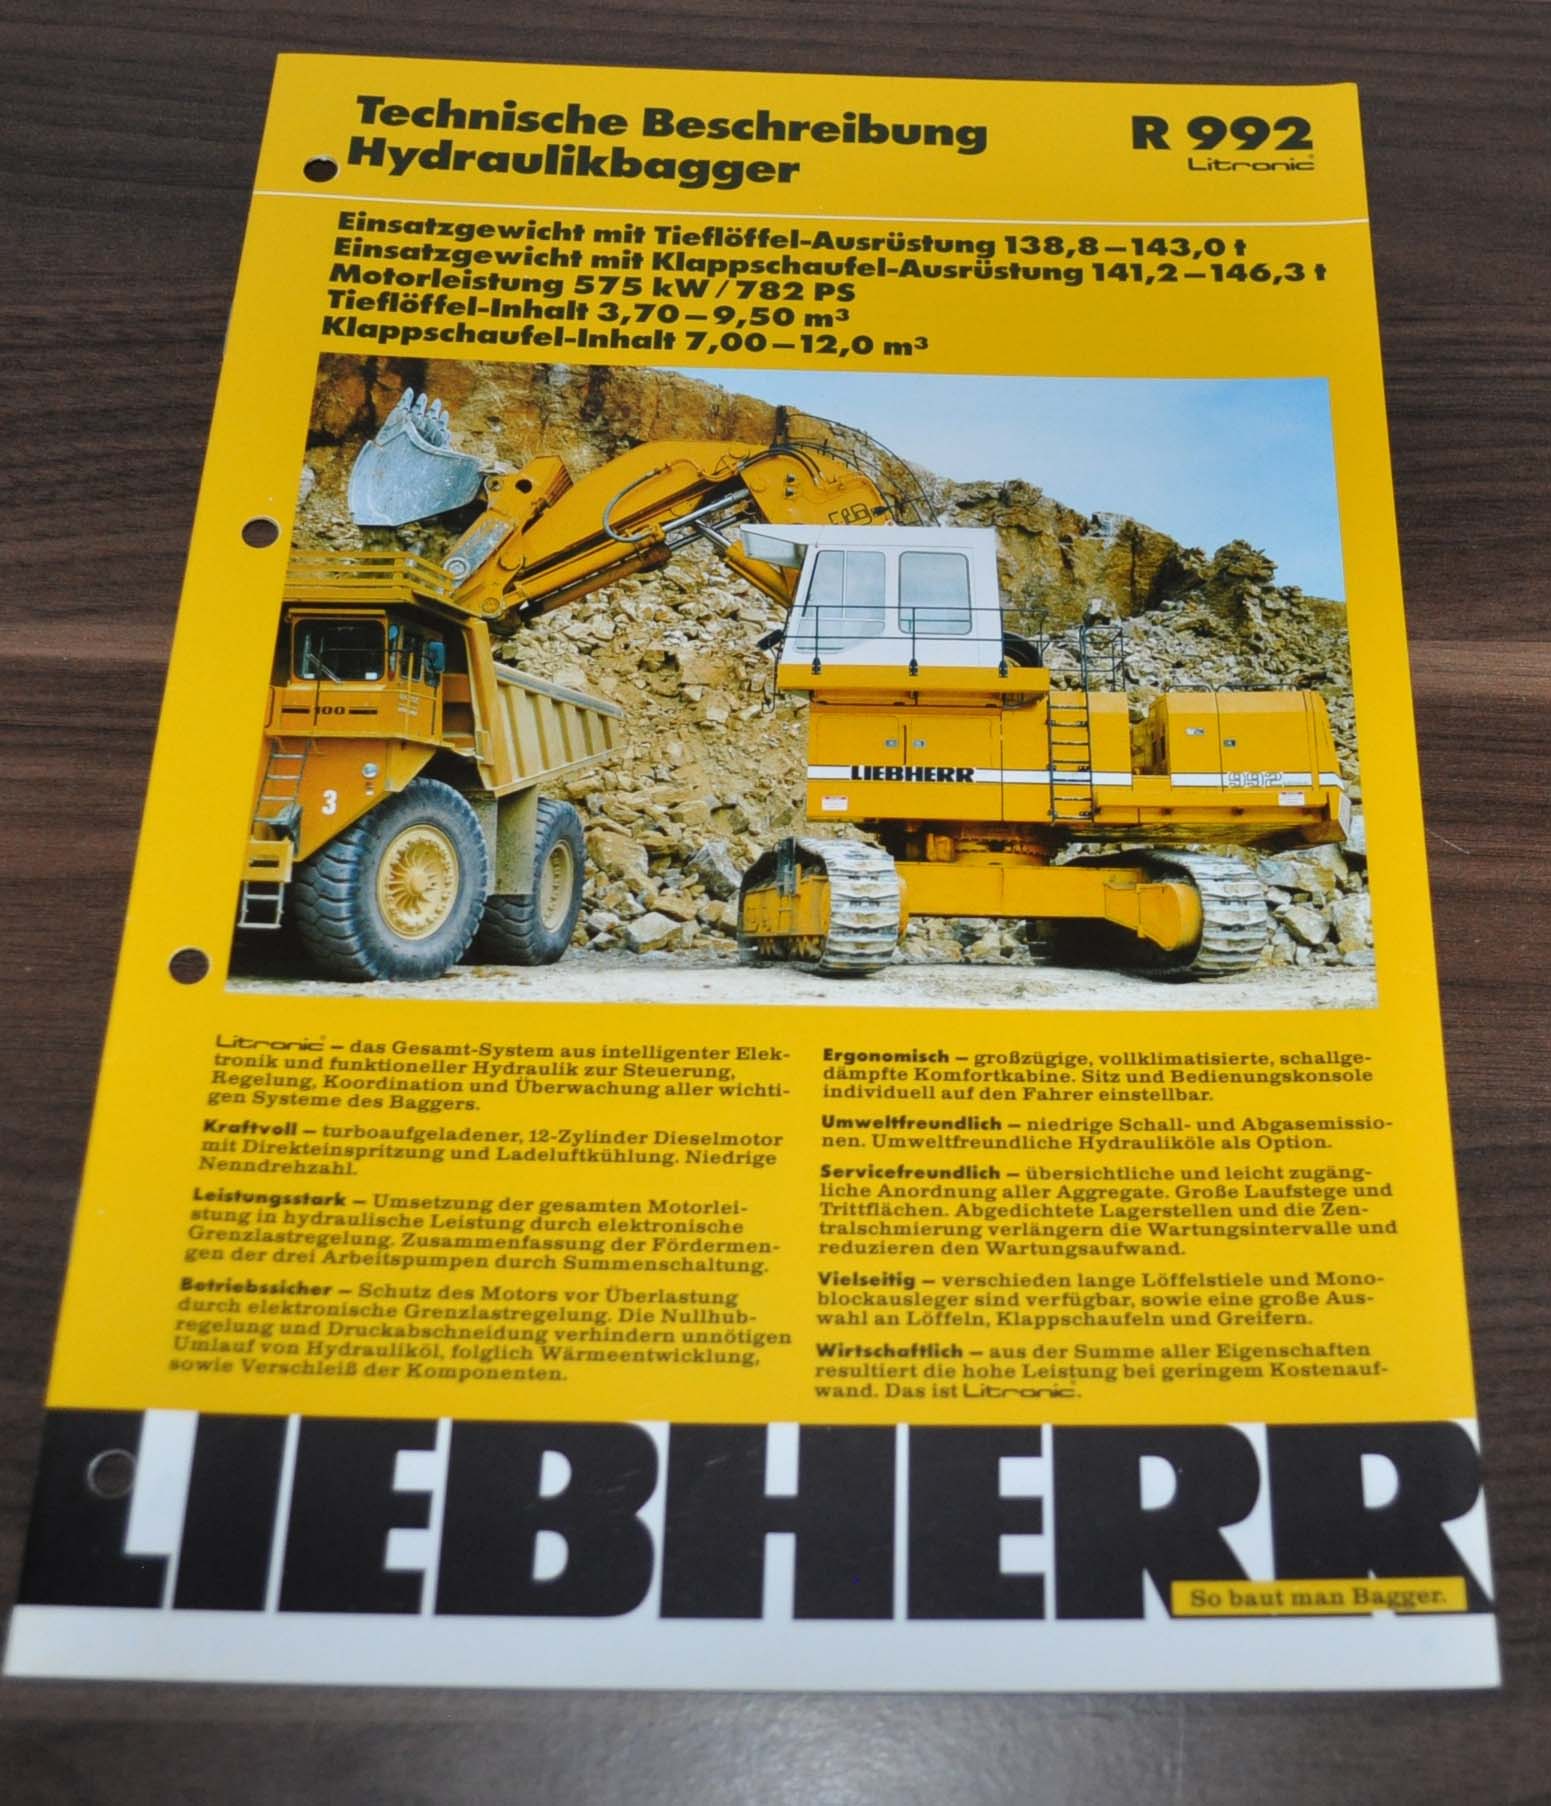 Technische Beschreibung
Hydraulikbagger
R 992
Litronic®
Einsatzgewicht mit Tieflöffel-Ausrüstung 138,8–143,0 t
Einsatzgewicht mit Klappschaufel-Ausrüstung 141,2–146,3 t
Motorleistung 575 kW/782 PS
Tieflöffel-Inhalt 3,70–9,50 m³
Klappschaufel-Inhalt 7,00–12,0 m³
100
3
LIEBHERR
992
Litronic® – das Gesamt-System aus intelligenter Elek-
tronik und funktioneller Hydraulik zur Steuerung,
Regelung, Koordination und Überwachung aller wichti-
gen Systeme des Baggers.
Kraftvoll – turboaufgeladener, 12-Zylinder Dieselmotor
mit Direkteinspritzung und Ladeluftkühlung. Niedrige
Nenndrehzahl.
Leistungsstark – Umsetzung der gesamten Motorlei-
stung in hydraulische Leistung durch elektronische
Grenzlastregelung. Zusammenfassung der Fördermen-
gen der drei Arbeitspumpen durch Summenschaltung.
Betriebssicher – Schutz des Motors vor Überlastung
durch elektronische Grenzlastregelung. Die Nullhub-
regelung und Druckabschneidung verhindern unnötigen
Umlauf von Hydrauliköl, folglich Wärmeentwicklung,
sowie Verschleiß der Komponenten.
Ergonomisch – großzügige, vollklimatisierte, schallge-
dämpfte Komfortkabine. Sitz und Bedienungskonsole
individuell auf den Fahrer einstellbar.
Umweltfreundlich – niedrige Schall- und Abgasemissio-
nen. Umweltfreundliche Hydrauliköle als Option.
Servicefreundlich – übersichtliche und leicht zugäng-
liche Anordnung aller Aggregate. Große Laufstege und
Trittflächen. Abgedichtete Lagerstellen und die Zen-
tralschmierung verlängern die Wartungsintervalle und
reduzieren den Wartungsaufwand.
Vielseitig – verschieden lange Löffelstiele und Mono-
blockausleger sind verfügbar, sowie eine große Aus-
wahl an Löffeln, Klappschaufeln und Greifern.
Wirtschaftlich – aus der Summe aller Eigenschaften
resultiert die hohe Leistung bei geringem Kostenauf-
wand. Das ist Litronic®.
LIEBHERR
So baut man Bagger.